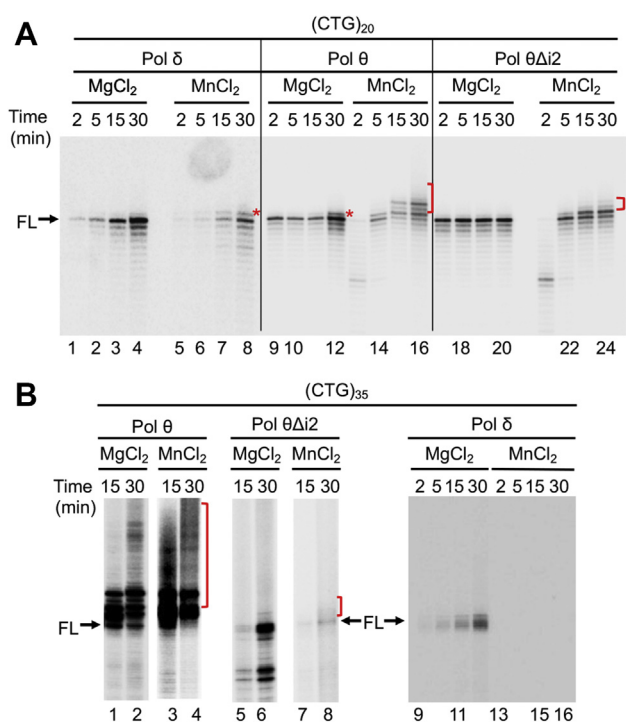 A
(CTG)20
Pol δ Pol θ Pol θΔi2
MgCl2 MnCl2 MgCl2 MnCl2 MgCl2 MnCl2
Time (min) 2 5 15 30 2 5 15 30 2 5 15 30 2 5 15 30 2 5 15 30 2 5 15 30
FL * *
1 2 3 4 5 6 7 8 9 10 12 14 16 18 20 22 24
B
(CTG)35
Pol θ Pol θΔi2 Pol δ
MgCl2 MnCl2 MgCl2 MnCl2 MgCl2 MnCl2
Time (min) 15 30 15 30 15 30 15 30 2 5 15 30 2 5 15 30
FL FL
1 2 3 4 5 6 7 8 9 11 13 15 16